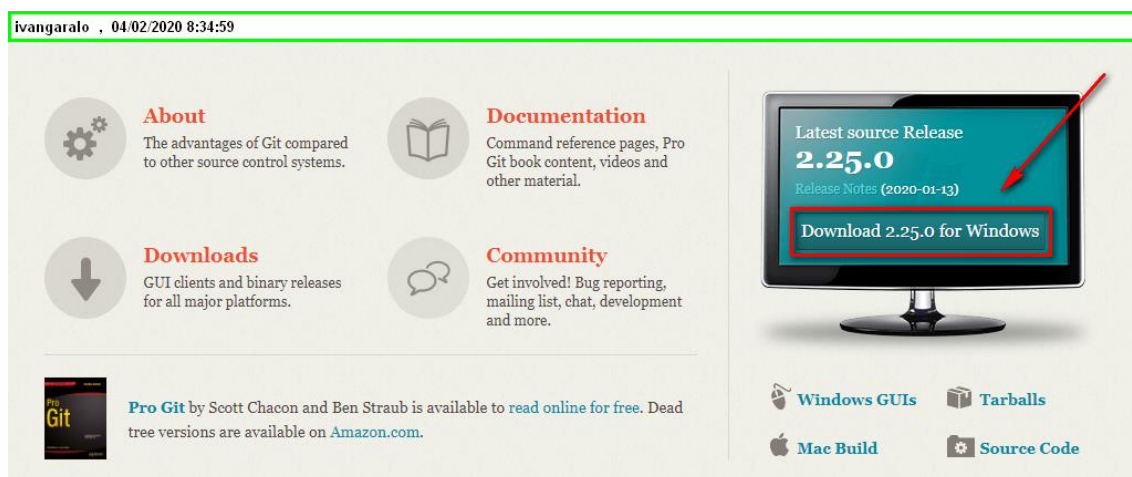 ivangaralo , 04/02/2020 8:34:59
About
The advantages of Git compared
to other source control systems.
Documentation
Command reference pages, Pro
Git book content, videos and
other material.
Downloads
GUI clients and binary releases
for all major platforms.
Community
Get involved! Bug reporting,
mailing list, chat, development
and more.
Pro
Git
Pro Git by Scott Chacon and Ben Straub is available to read online for free. Dead
tree versions are available on Amazon.com.
Latest source Release
2.25.0
Release Notes (2020-01-13)
Download 2.25.0 for Windows
Windows GUIs
Tarballs
Mac Build
Source Code